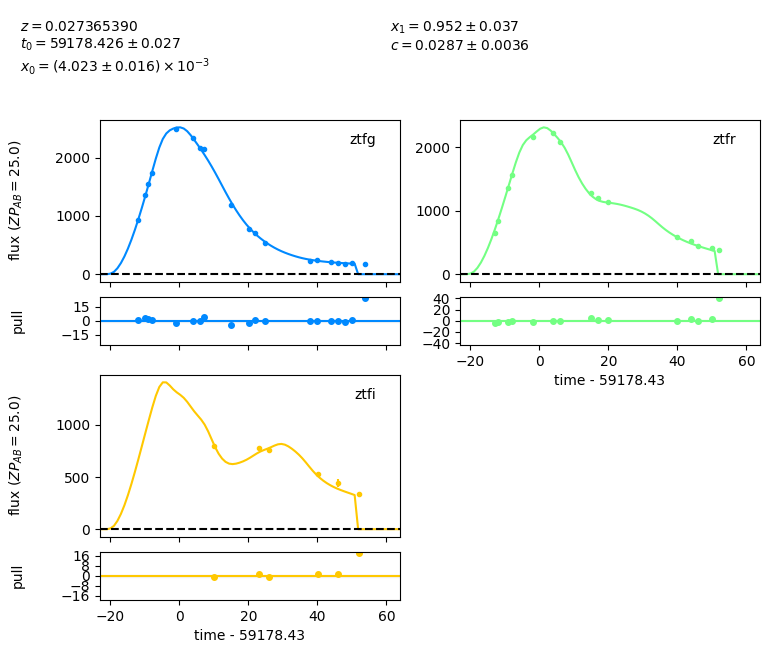 z = 0.027365390
t₀ = 59178.426 ± 0.027
x₀ = (4.023 ± 0.016) × 10⁻³
x₁ = 0.952 ± 0.037
c = 0.0287 ± 0.0036
flux (ZP_AB = 25.0)
2000
1000
0
ztfg
2000
1000
0
ztfr
pull
15
0
−15
40
20
0
−20
−40
−20 0 20 40 60
time - 59178.43
flux (ZP_AB = 25.0)
1000
500
0
ztfi
pull
16
8
0
−8
−16
−20 0 20 40 60
time - 59178.43